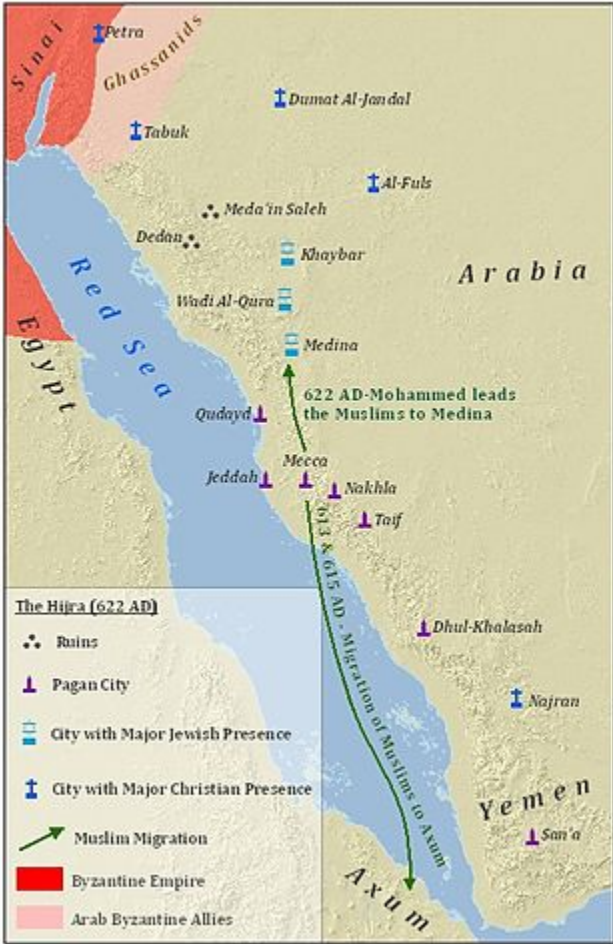 Sinai
Petra
Ghassanids
Dumat Al-Jandal
Tabuk
Al-Fuls
Meda'in Saleh
Dedan
Khaybar
Arabia
Wadi Al-Qura
Red Sea
Egypt
Medina
622 AD-Mohammed leads
the Muslims to Medina
Qudayd
Mecca
Jeddah
Nakhla
Taif
613 & 615 AD - Migration of Muslims to Axum
Dhul-Khalasah
Najran
Yemen
San'a
Axum
The Hijra (622 AD)
Ruins
Pagan City
City with Major Jewish Presence
City with Major Christian Presence
Muslim Migration
Byzantine Empire
Arab Byzantine Allies